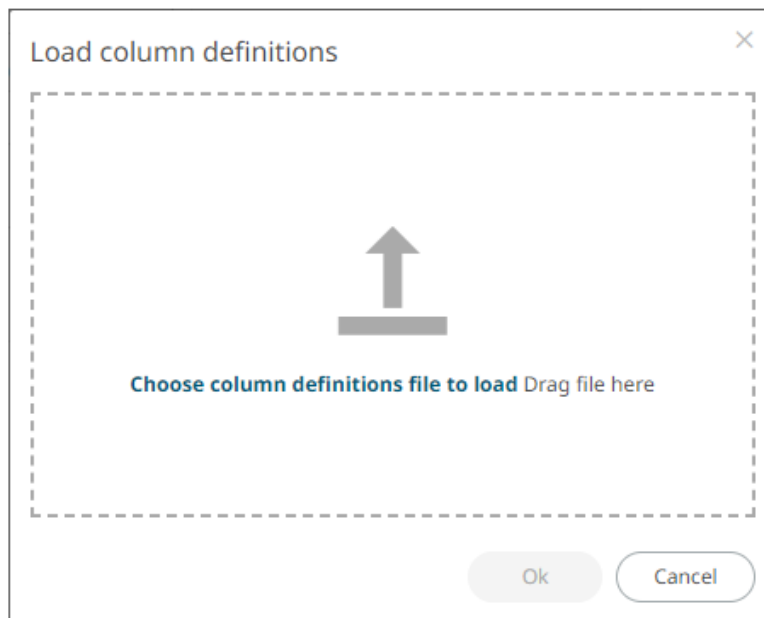 Load column definitions
Choose column definitions file to load Drag file here
Ok
Cancel